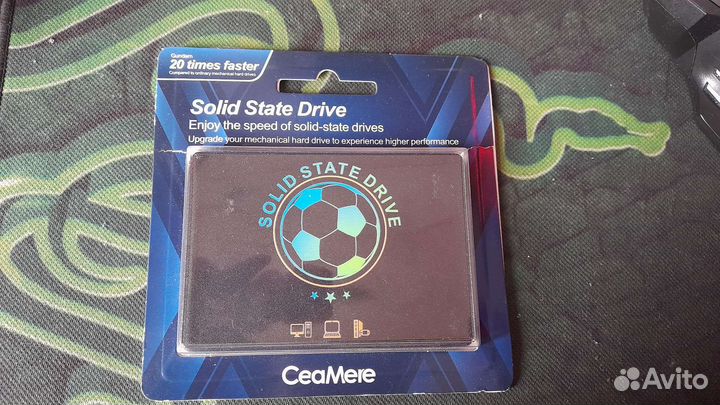 Gundam
20 times faster
Compared to ordinary mechanical hard drives
Solid State Drive
Enjoy the speed of solid-state drives
Upgrade your mechanical hard drive to experience higher performance
SOLID STATE DRIVE
CeaMere
Avito